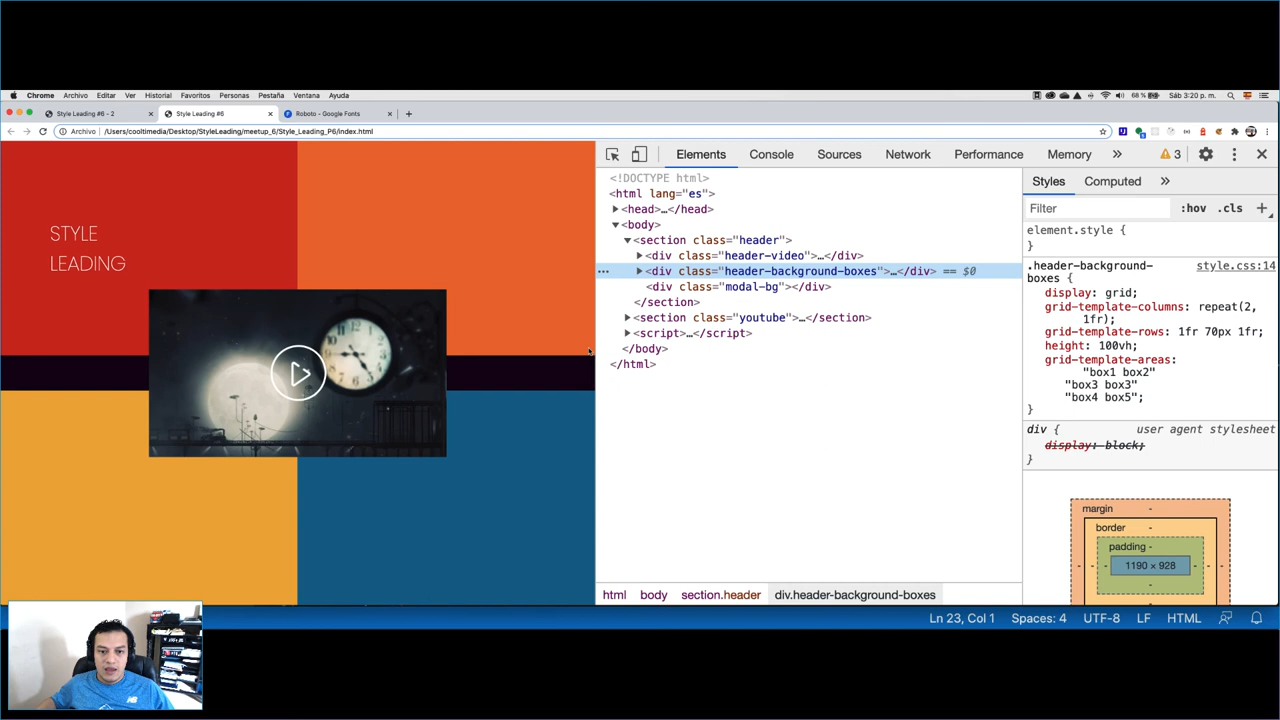 Chrome Archivo Editar Ver Historial Favoritos Personas Pestaña Ventana Ayuda
68 % Sáb 3:20 p. m.
Style Leading #6 - 2
Style Leading #6
Roboto - Google Fonts
Archivo /Users/cooltimedia/Desktop/StyleLeading/meetup_6/Style_Leading_P6/index.html
STYLE
LEADING
Elements Console Sources Network Performance Memory » 3
<!DOCTYPE html>
<html lang="es">
<head>…</head>
<body>
<section class="header">
<div class="header-video">…</div>
<div class="header-background-boxes">…</div> == $0
<div class="modal-bg"></div>
</section>
<section class="youtube">…</section>
<script>…</script>
</body>
</html>
html body section.header div.header-background-boxes
Styles Computed »
Filter :hov .cls +
element.style {
}
.header-background- style.css:14
boxes {
display: grid;
grid-template-columns: repeat(2,
1fr);
grid-template-rows: 1fr 70px 1fr;
height: 100vh;
grid-template-areas:
"box1 box2"
"box3 box3"
"box4 box5";
}
div { user agent stylesheet
display: block;
}
margin -
border -
padding -
- - - 1190 × 928 - - -
-
Ln 23, Col 1 Spaces: 4 UTF-8 LF HTML